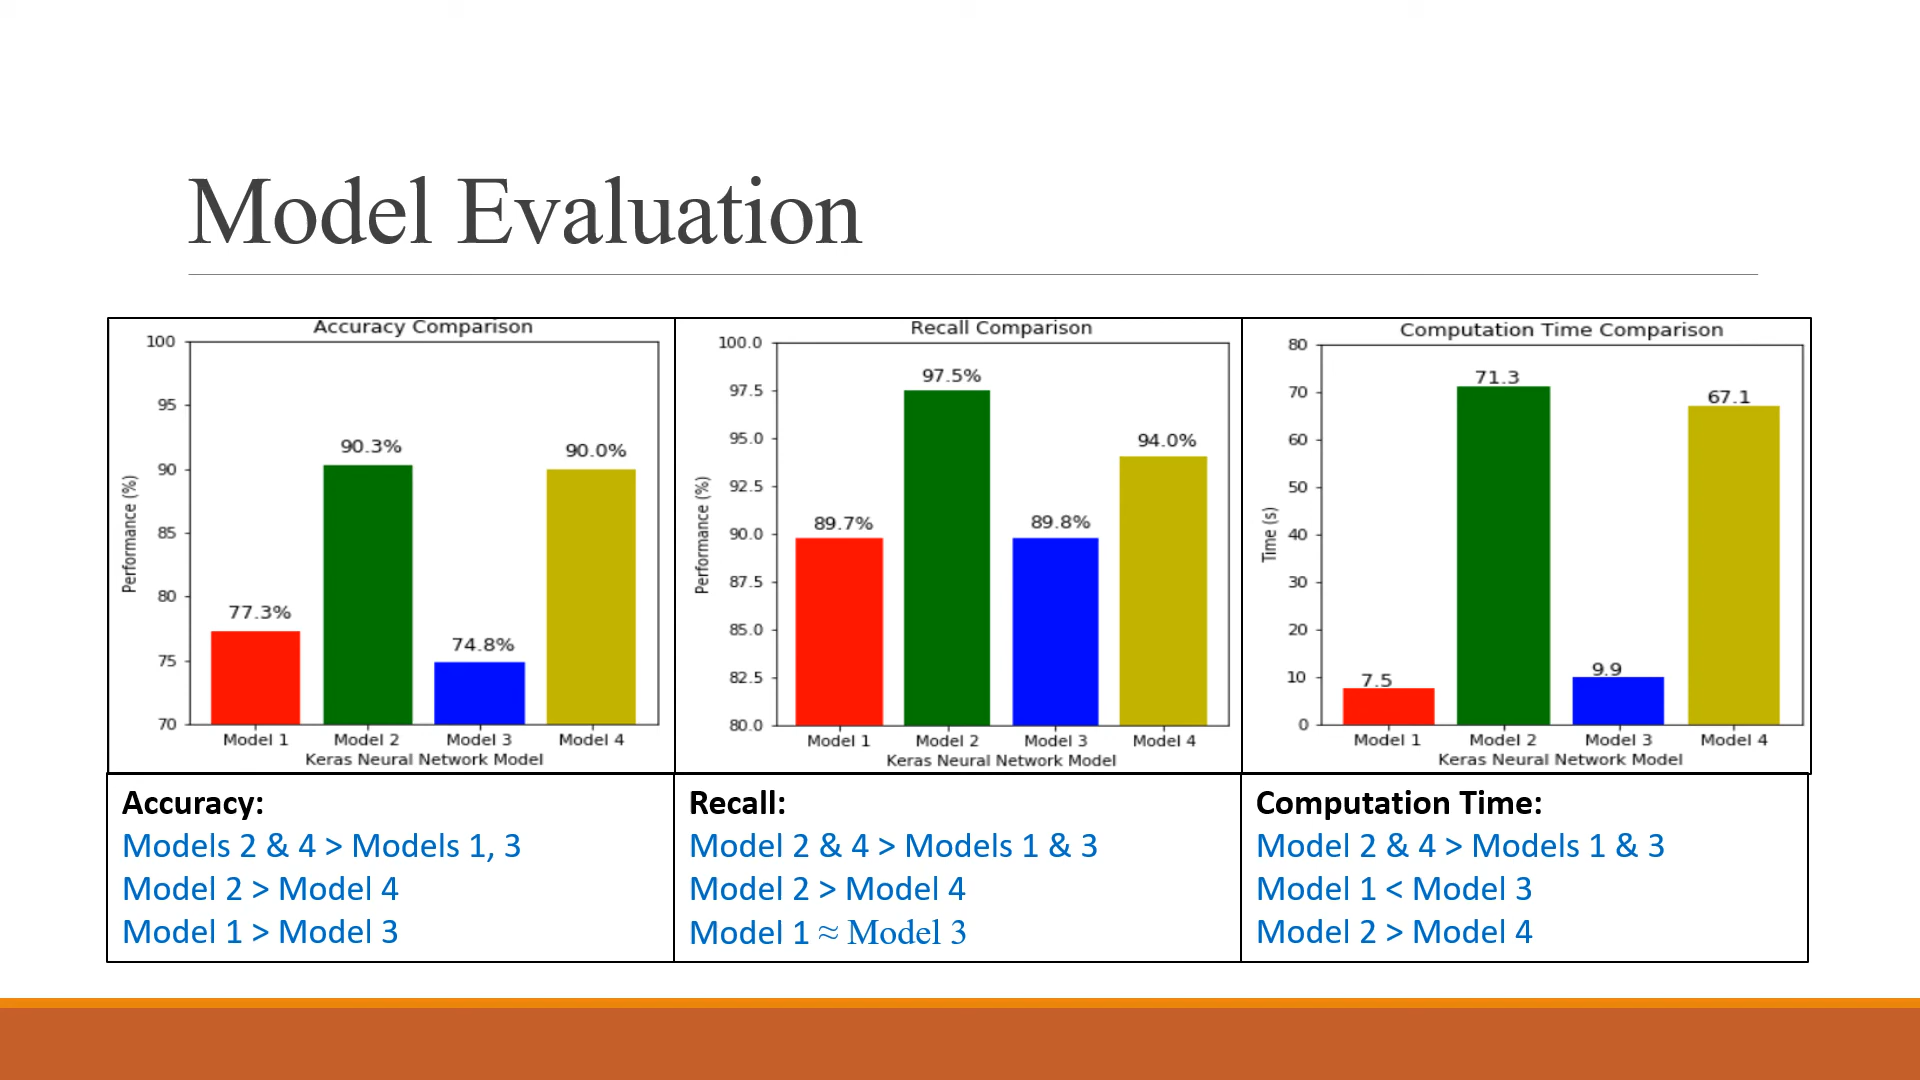 Model Evaluation
Accuracy Comparison
100
95
90
85
80
75
70
Performance (%)
77.3%
90.3%
74.8%
90.0%
Model 1 Model 2 Model 3 Model 4
Keras Neural Network Model
Recall Comparison
100.0
97.5
95.0
92.5
90.0
87.5
85.0
82.5
80.0
Performance (%)
89.7%
97.5%
89.8%
94.0%
Model 1 Model 2 Model 3 Model 4
Keras Neural Network Model
Computation Time Comparison
80
70
60
50
40
30
20
10
0
Time (s)
7.5
71.3
9.9
67.1
Model 1 Model 2 Model 3 Model 4
Keras Neural Network Model
Accuracy:
Models 2 & 4 > Models 1, 3
Model 2 > Model 4
Model 1 > Model 3
Recall:
Model 2 & 4 > Models 1 & 3
Model 2 > Model 4
Model 1 ≈ Model 3
Computation Time:
Model 2 & 4 > Models 1 & 3
Model 1 < Model 3
Model 2 > Model 4